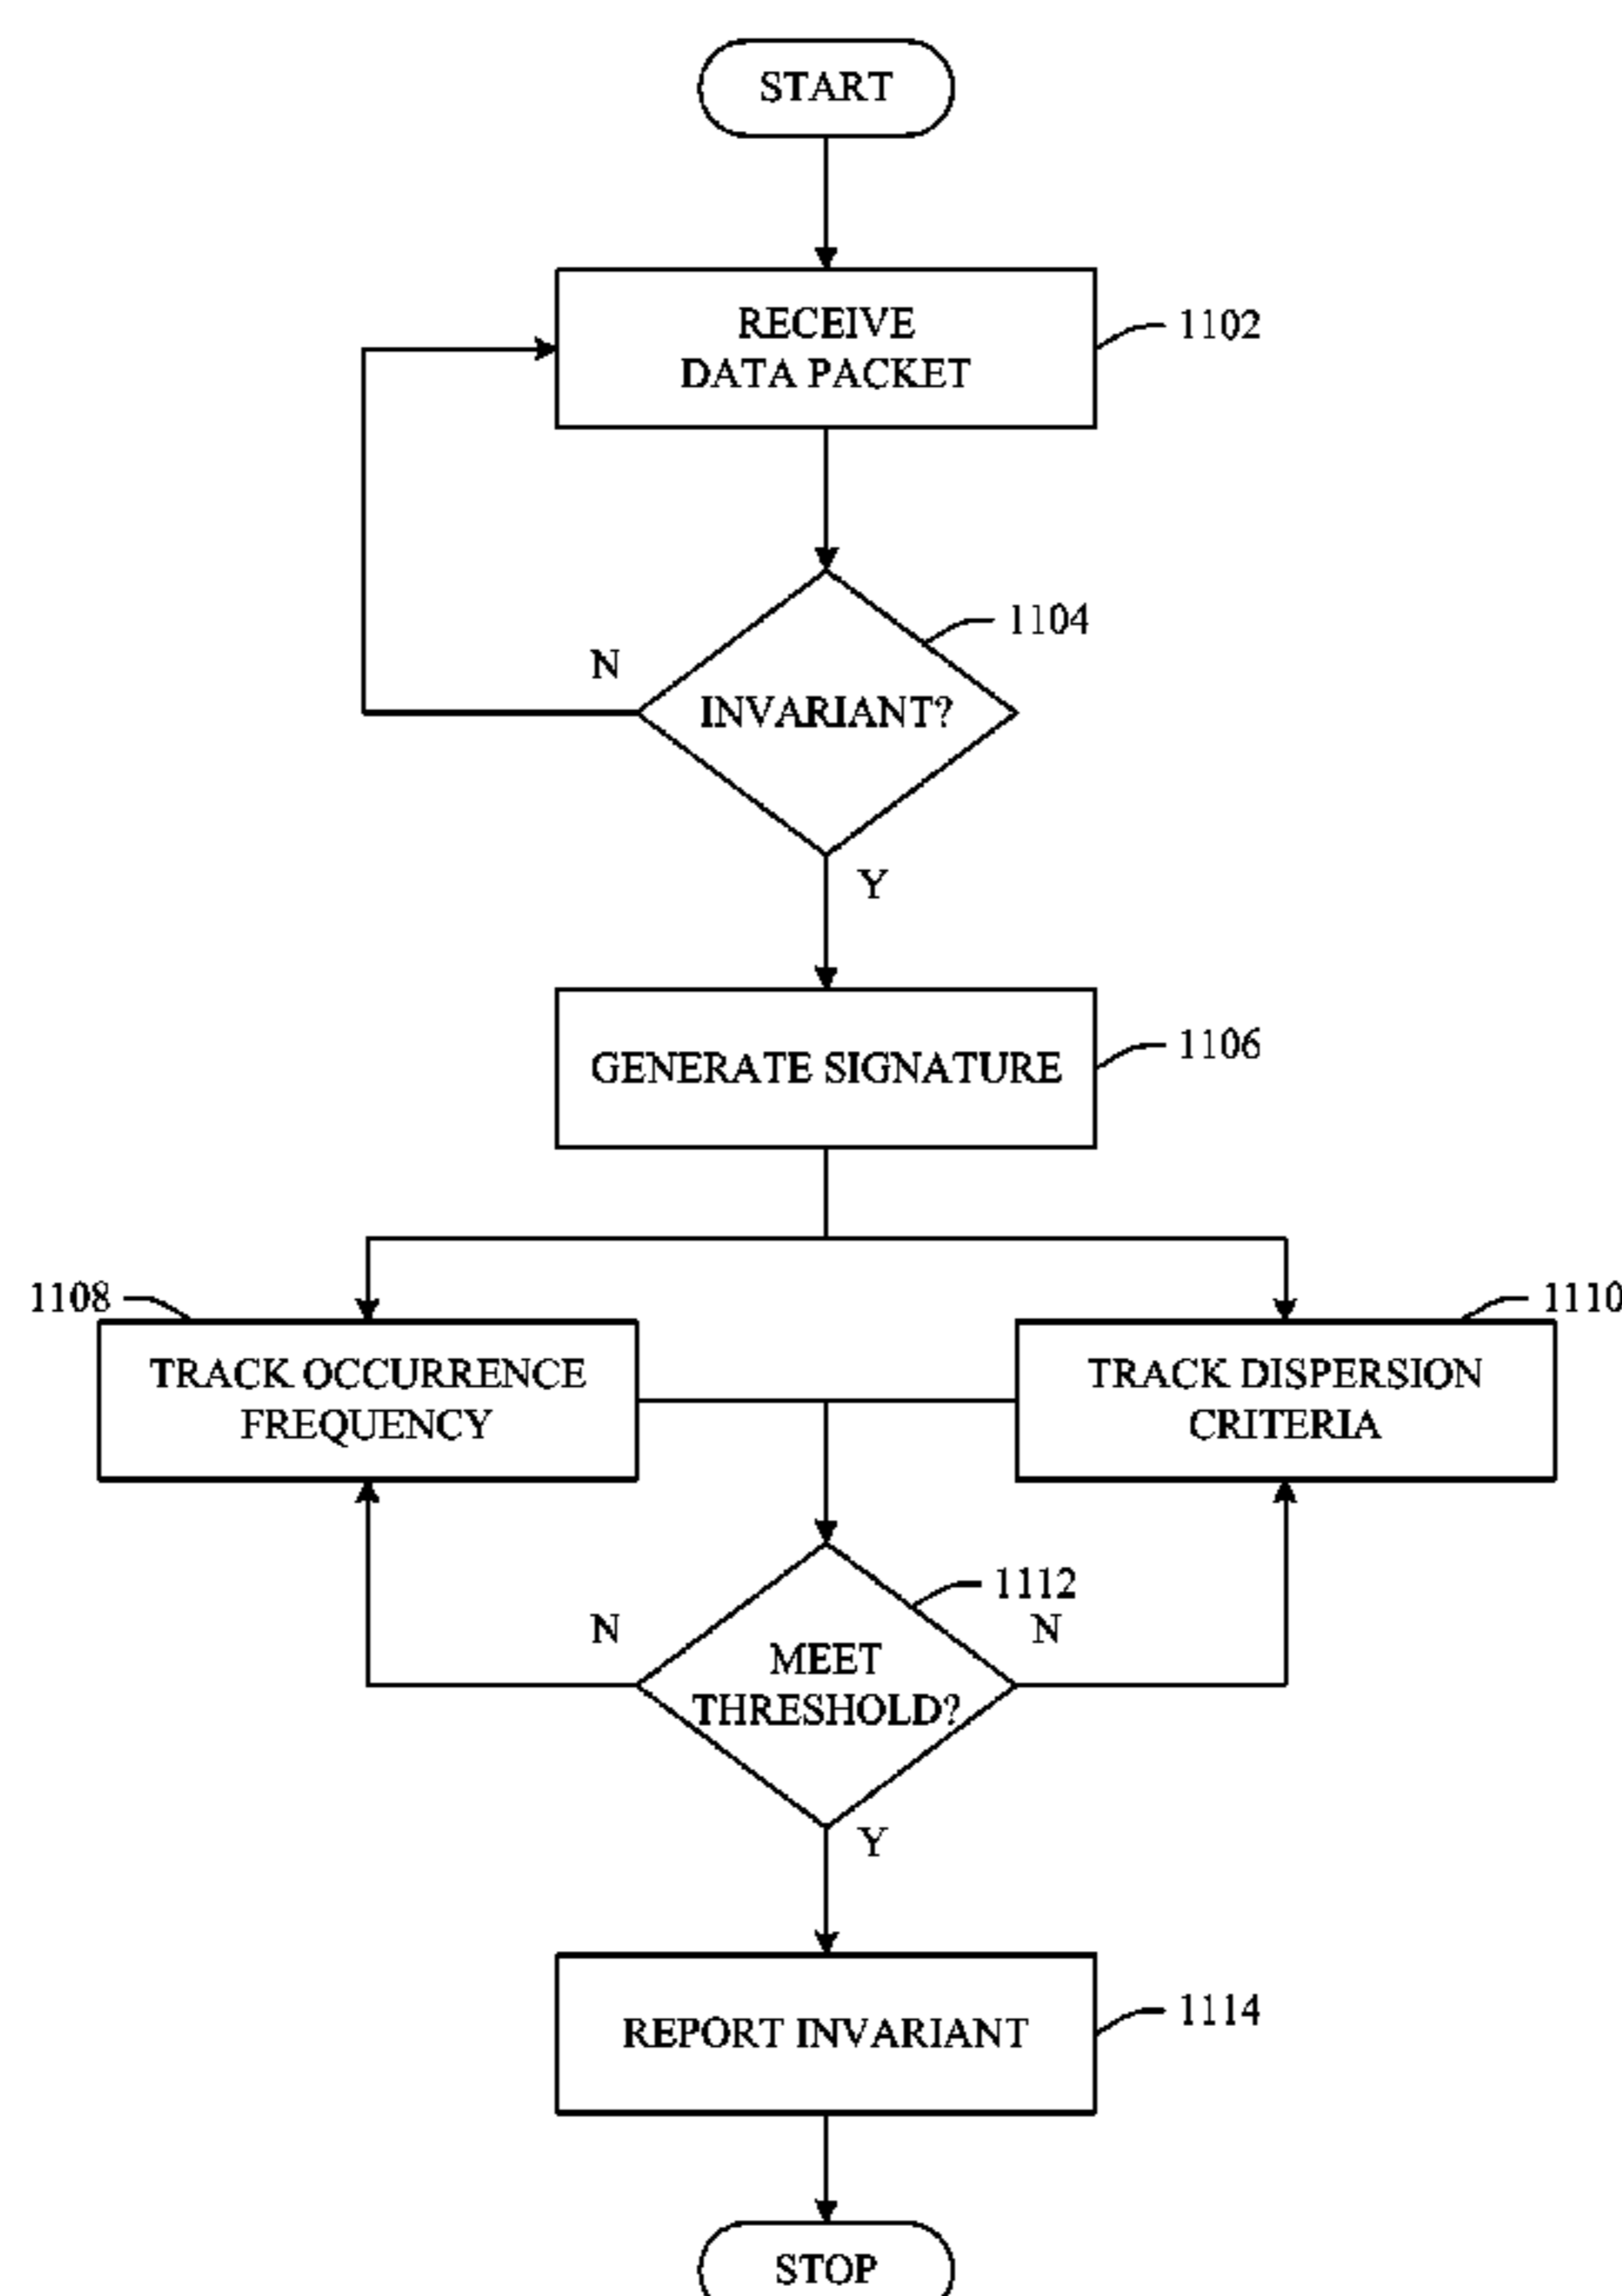 START
RECEIVE
DATA PACKET
1102
1104
N
INVARIANT?
Y
GENERATE SIGNATURE
1106
1108
1110
TRACK OCCURRENCE
FREQUENCY
TRACK DISPERSION
CRITERIA
1112
N
N
MEET
THRESHOLD?
Y
REPORT INVARIANT
1114
STOP